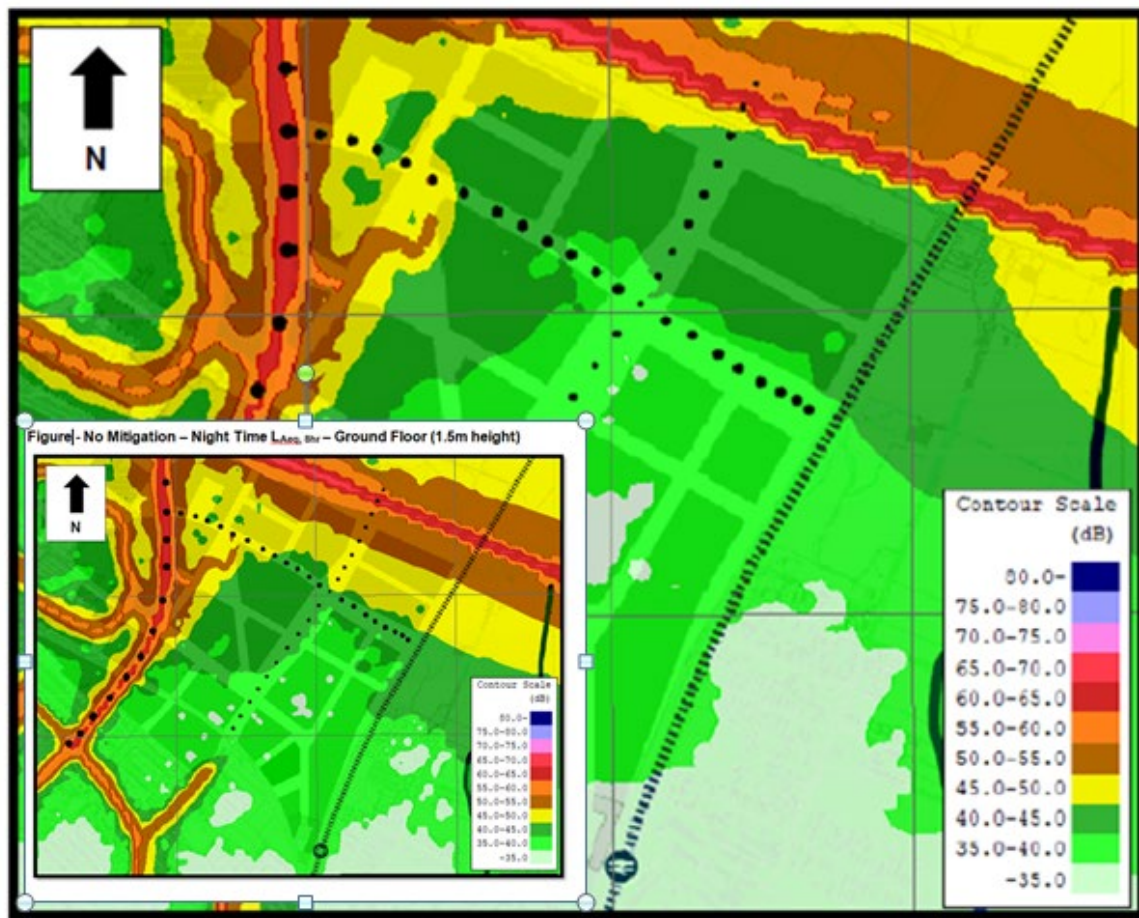 N
Contour Scale
(dB)
80.0-
75.0-80.0
70.0-75.0
65.0-70.0
60.0-65.0
55.0-60.0
50.0-55.0
45.0-50.0
40.0-45.0
35.0-40.0
-35.0
N
Figure - No Mitigation – Night Time LAeq, 8hr – Ground Floor (1.5m height)
N
Contour Scale
(dB)
80.0-
75.0-80.0
70.0-75.0
65.0-70.0
60.0-65.0
55.0-60.0
50.0-55.0
45.0-50.0
40.0-45.0
35.0-40.0
-35.0